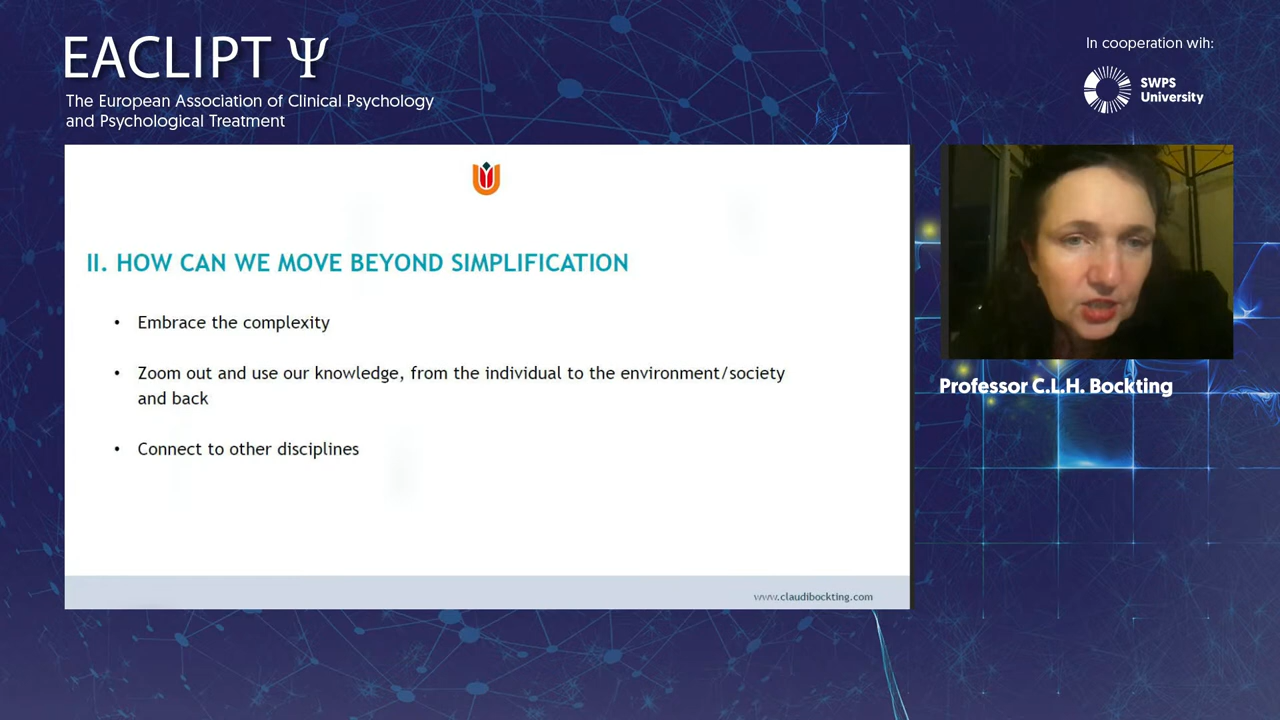 EACLIPT Ψ
The European Association of Clinical Psychology
and Psychological Treatment
In cooperation wih:
SWPS
University
II. HOW CAN WE MOVE BEYOND SIMPLIFICATION
• Embrace the complexity
• Zoom out and use our knowledge, from the individual to the environment/society
and back
• Connect to other disciplines
www.claudibockting.com
Professor C.L.H. Bockting